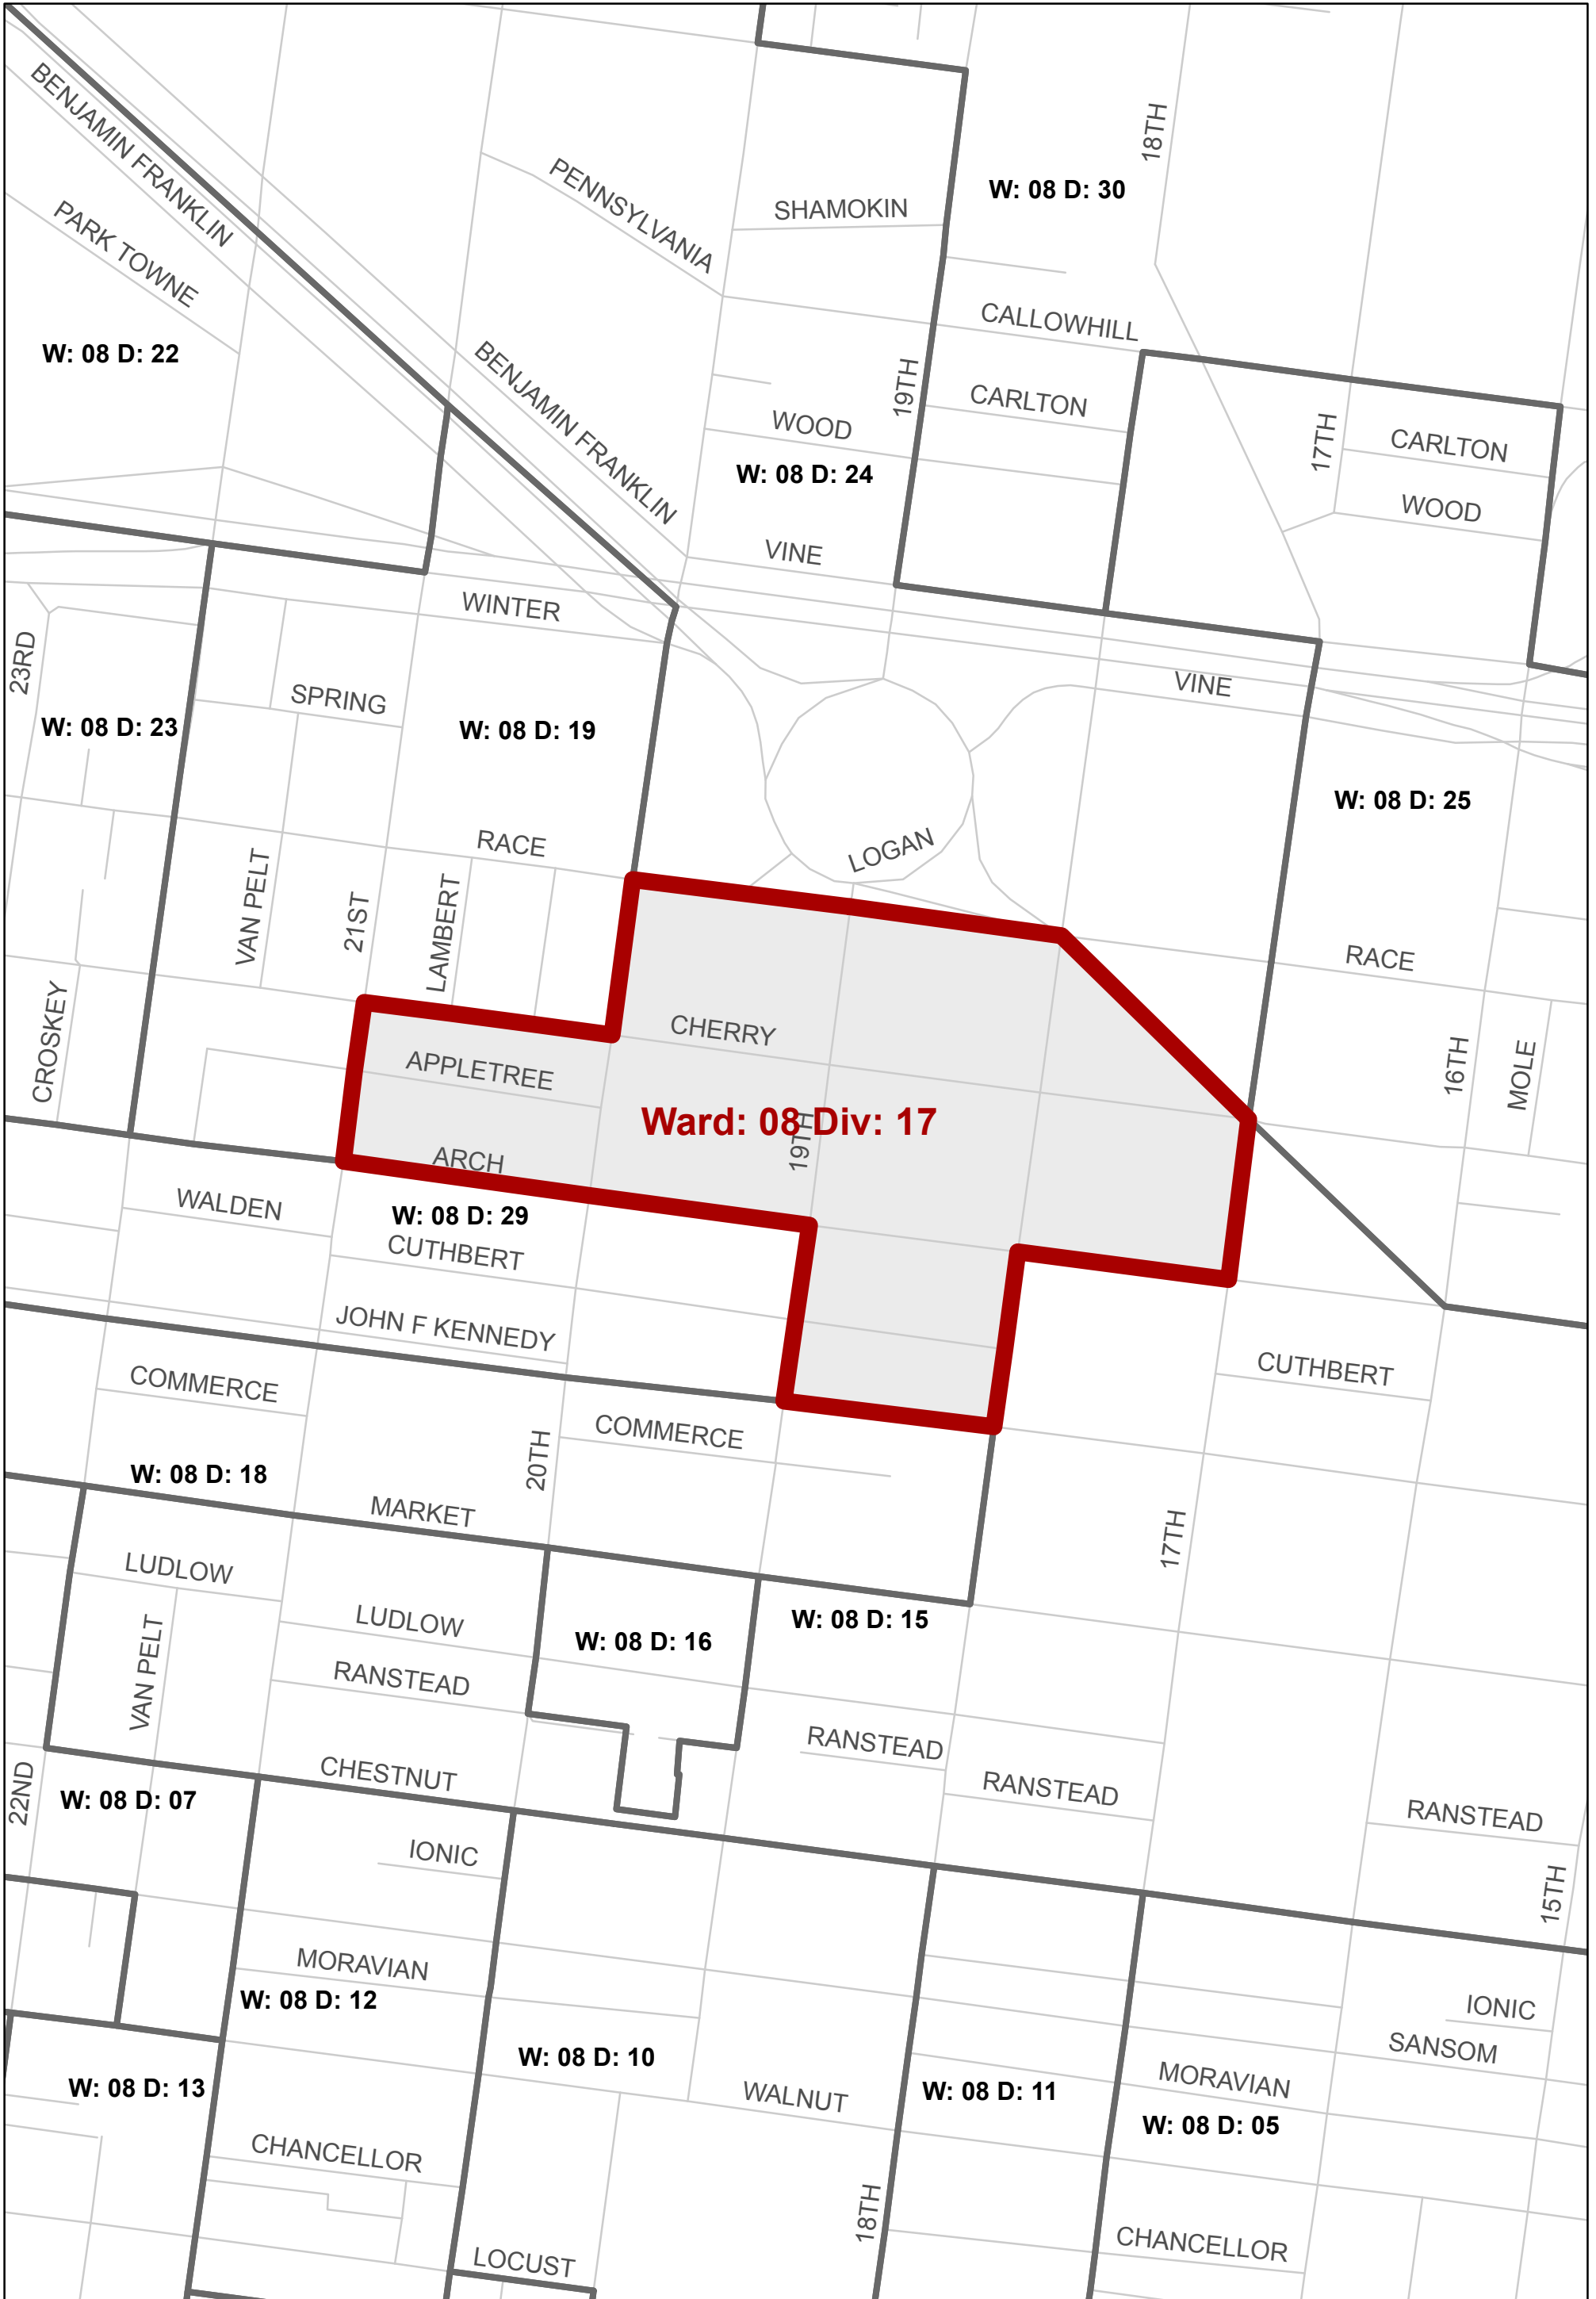 BENJAMIN FRANKLIN
PARK TOWNE
W: 08 D: 22
PENNSYLVANIA
SHAMOKIN
18TH
W: 08 D: 30
CALLOWHILL
BENJAMIN FRANKLIN
19TH
CARLTON
WOOD
W: 08 D: 24
17TH
CARLTON
WOOD
VINE
WINTER
23RD
SPRING
W: 08 D: 23
W: 08 D: 19
VINE
W: 08 D: 25
RACE
LOGAN
VAN PELT
21ST
LAMBERT
RACE
CROSKEY
CHERRY
APPLETREE
16TH
MOLE
Ward: 08 Div: 17
19TH
ARCH
WALDEN
W: 08 D: 29
CUTHBERT
JOHN F KENNEDY
CUTHBERT
COMMERCE
COMMERCE
20TH
W: 08 D: 18
MARKET
17TH
LUDLOW
LUDLOW
W: 08 D: 16
W: 08 D: 15
VAN PELT
RANSTEAD
RANSTEAD
RANSTEAD
CHESTNUT
22ND
W: 08 D: 07
RANSTEAD
IONIC
15TH
MORAVIAN
W: 08 D: 12
IONIC
SANSOM
W: 08 D: 10
MORAVIAN
W: 08 D: 13
WALNUT
W: 08 D: 11
W: 08 D: 05
CHANCELLOR
18TH
CHANCELLOR
LOCUST